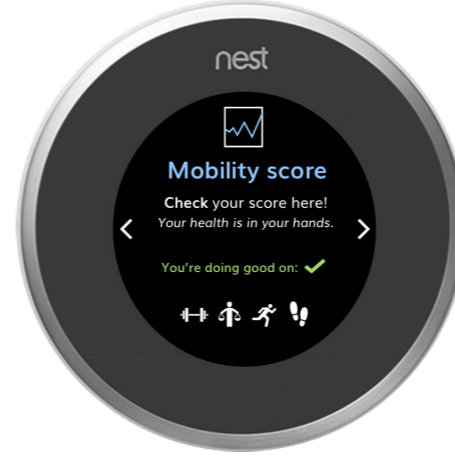 nest
Mobility score
Check your score here!
Your health is in your hands.
You're doing good on: